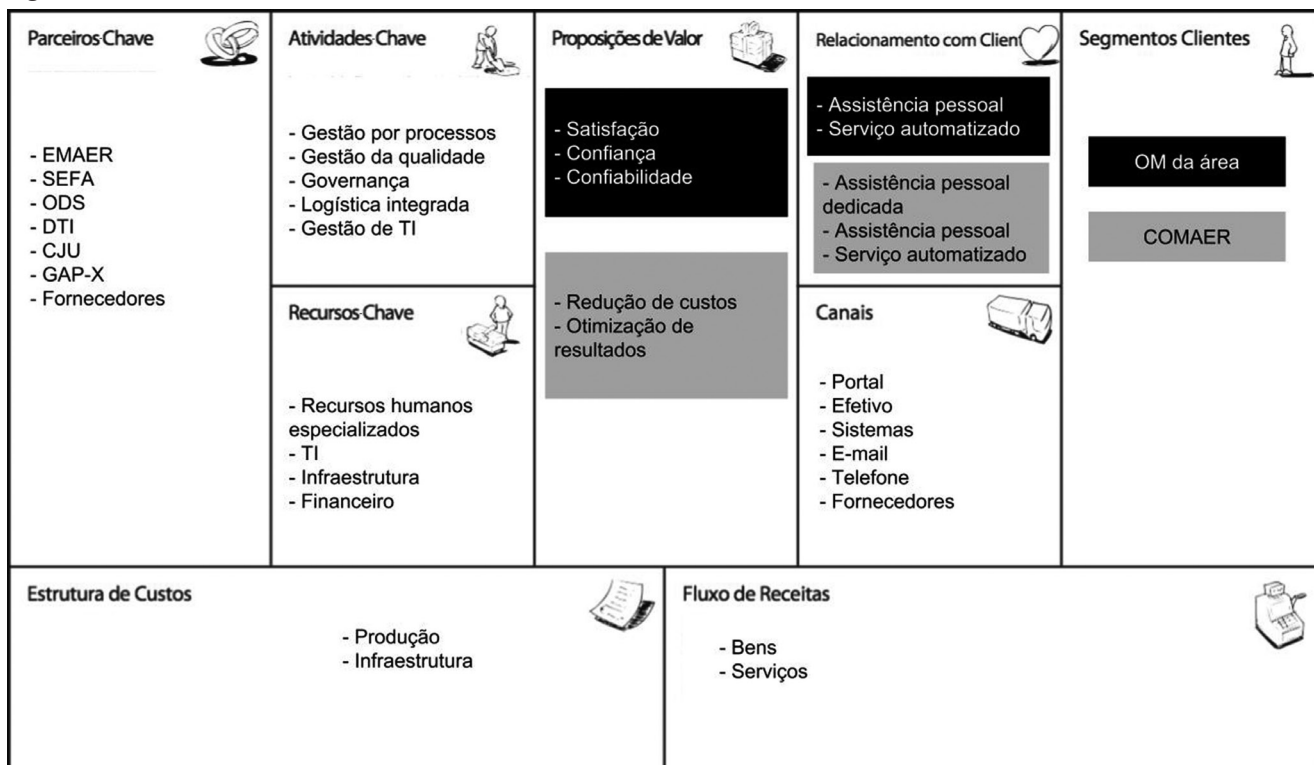 Parceiros-Chave
- EMAER
- SEFA
- ODS
- DTI
- CJU
- GAP-X
- Fornecedores
Atividades-Chave
- Gestão por processos
- Gestão da qualidade
- Governança
- Logística integrada
- Gestão de TI
Recursos-Chave
- Recursos humanos
especializados
- TI
- Infraestrutura
- Financeiro
Proposições de Valor
- Satisfação
- Confiança
- Confiabilidade
- Redução de custos
- Otimização de
resultados
Relacionamento com Client
- Assistência pessoal
- Serviço automatizado
- Assistência pessoal
dedicada
- Assistência pessoal
- Serviço automatizado
Canais
- Portal
- Efetivo
- Sistemas
- E-mail
- Telefone
- Fornecedores
Segmentos Clientes
OM da área
COMAER
Estrutura de Custos
- Produção
- Infraestrutura
Fluxo de Receitas
- Bens
- Serviços